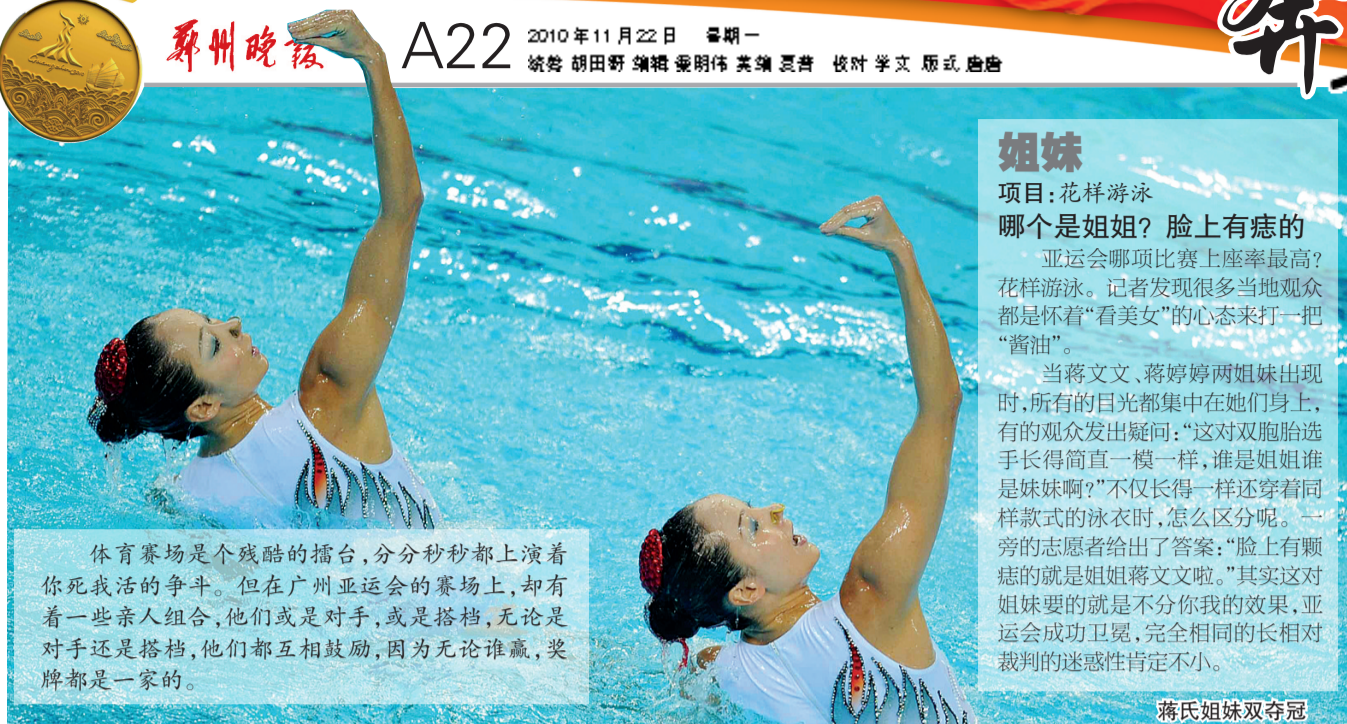 郑州晚报
A22
2010年11月22日 星期一
统筹 胡田野 编辑 明伟 美编 夏普 校对 学文 版式 唐唐
姐妹
项目:花样游泳
哪个是姐姐? 脸上有痣的
亚运会哪项比赛上座率最高?
花样游泳。记者发现很多当地观众
都是怀着“看美女”的心态来打一把
“酱油”。
当蒋文文、蒋婷婷两姐妹出现
时,所有的目光都集中在她们身上,
有的观众发出疑问:“这对双胞胎选
手长得简直一模一样,谁是姐姐谁
是妹妹啊?”不仅长得一样还穿着同
样款式的泳衣时,怎么区分呢。一
旁的志愿者给出了答案:“脸上有颗
痣的就是姐姐蒋文文啦。”其实这对
姐妹要的就是不分你我的效果,亚
运会成功卫冕,完全相同的长相对
裁判的迷惑性肯定不小。
体育赛场是个残酷的擂台,分分秒秒都上演着
你死我活的争斗。但在广州亚运会的赛场上,却有
着一些亲人组合,他们或是对手,或是搭档,无论是
对手还是搭档,他们都互相鼓励,因为无论谁赢,奖
牌都是一家的。
蒋氏姐妹双夺冠